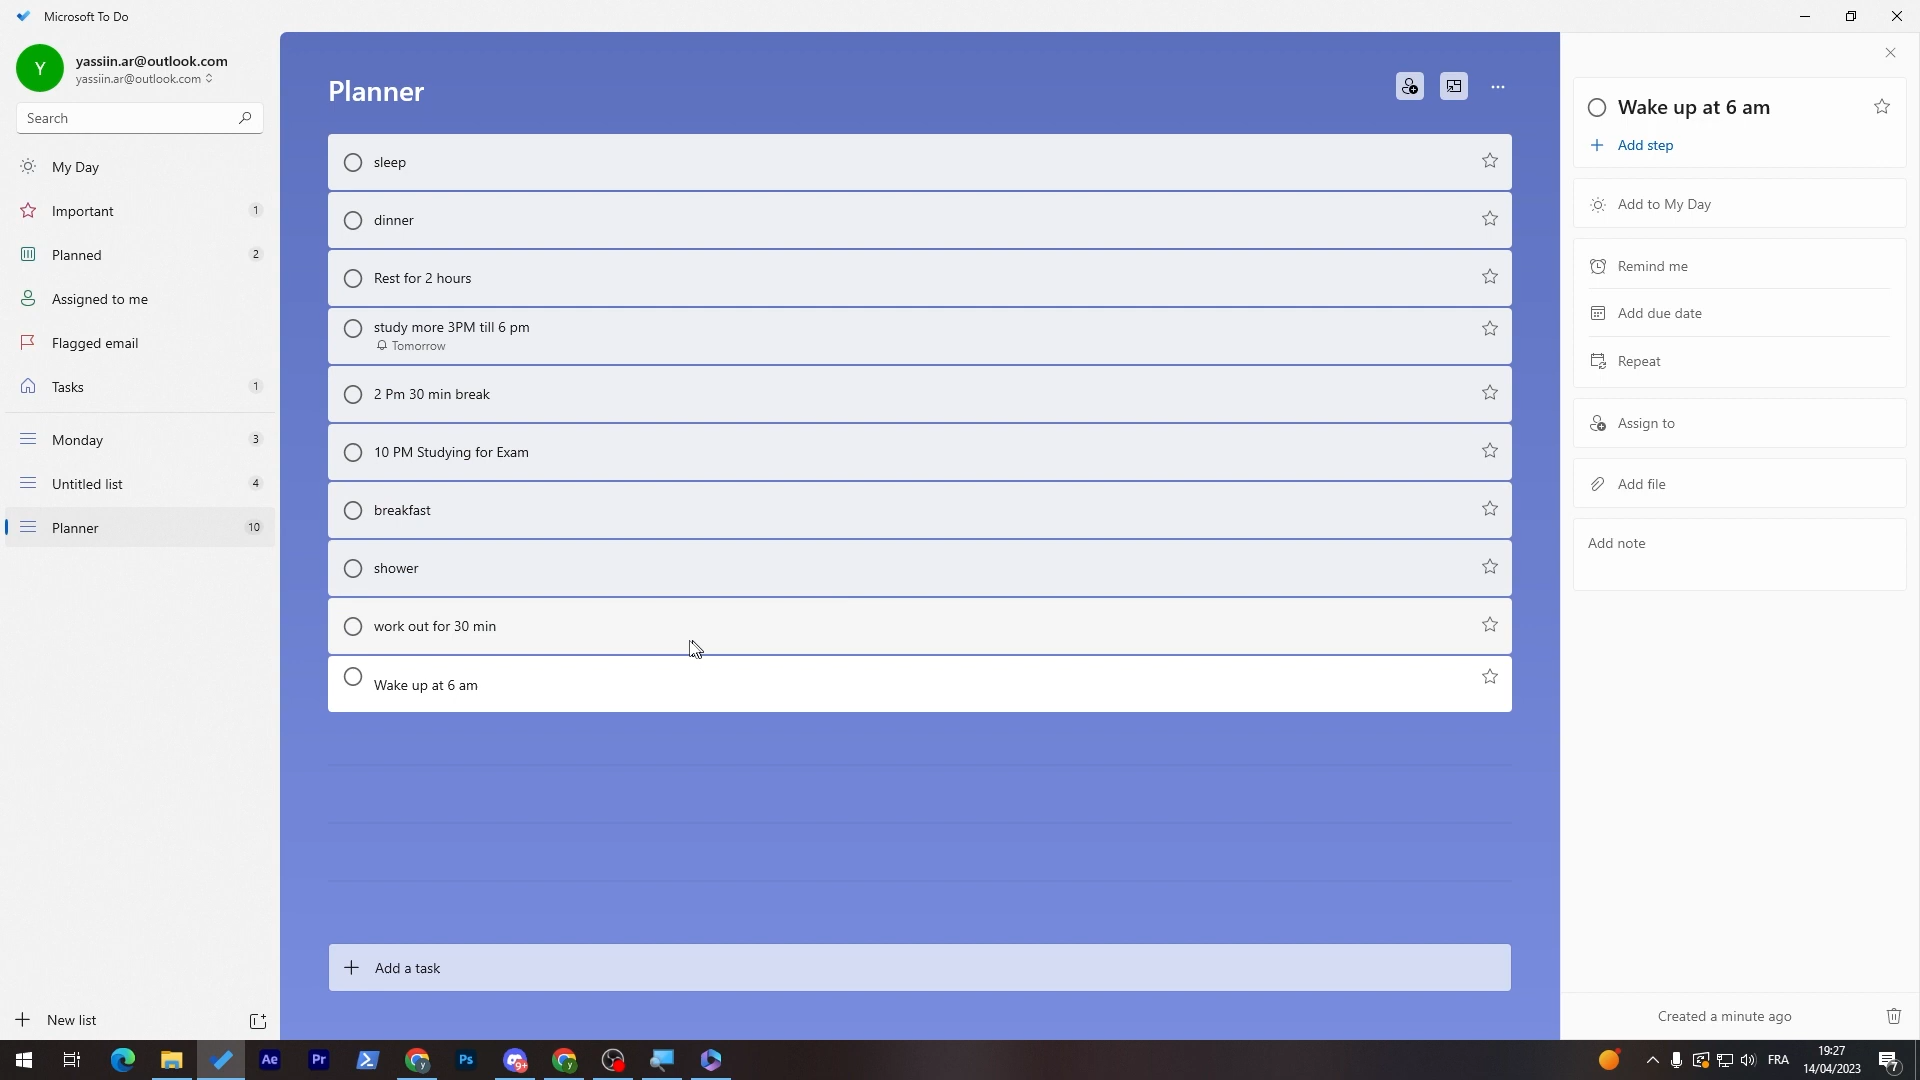 Microsoft To Do
Y
yassiin.ar@outlook.com
yassiin.ar@outlook.com
Search
My Day
Important 1
Planned 2
Assigned to me
Flagged email
Tasks 1
Monday 3
Untitled list 4
Planner 10
New list
Planner
sleep
dinner
Rest for 2 hours
study more 3PM till 6 pm
Tomorrow
2 Pm 30 min break
10 PM Studying for Exam
breakfast
shower
work out for 30 min
Wake up at 6 am
Add a task
Wake up at 6 am
Add step
Add to My Day
Remind me
Add due date
Repeat
Assign to
Add file
Add note
Created a minute ago
Ae
Pr
y
Ps
9+
y
FRA
19:27
14/04/2023
7